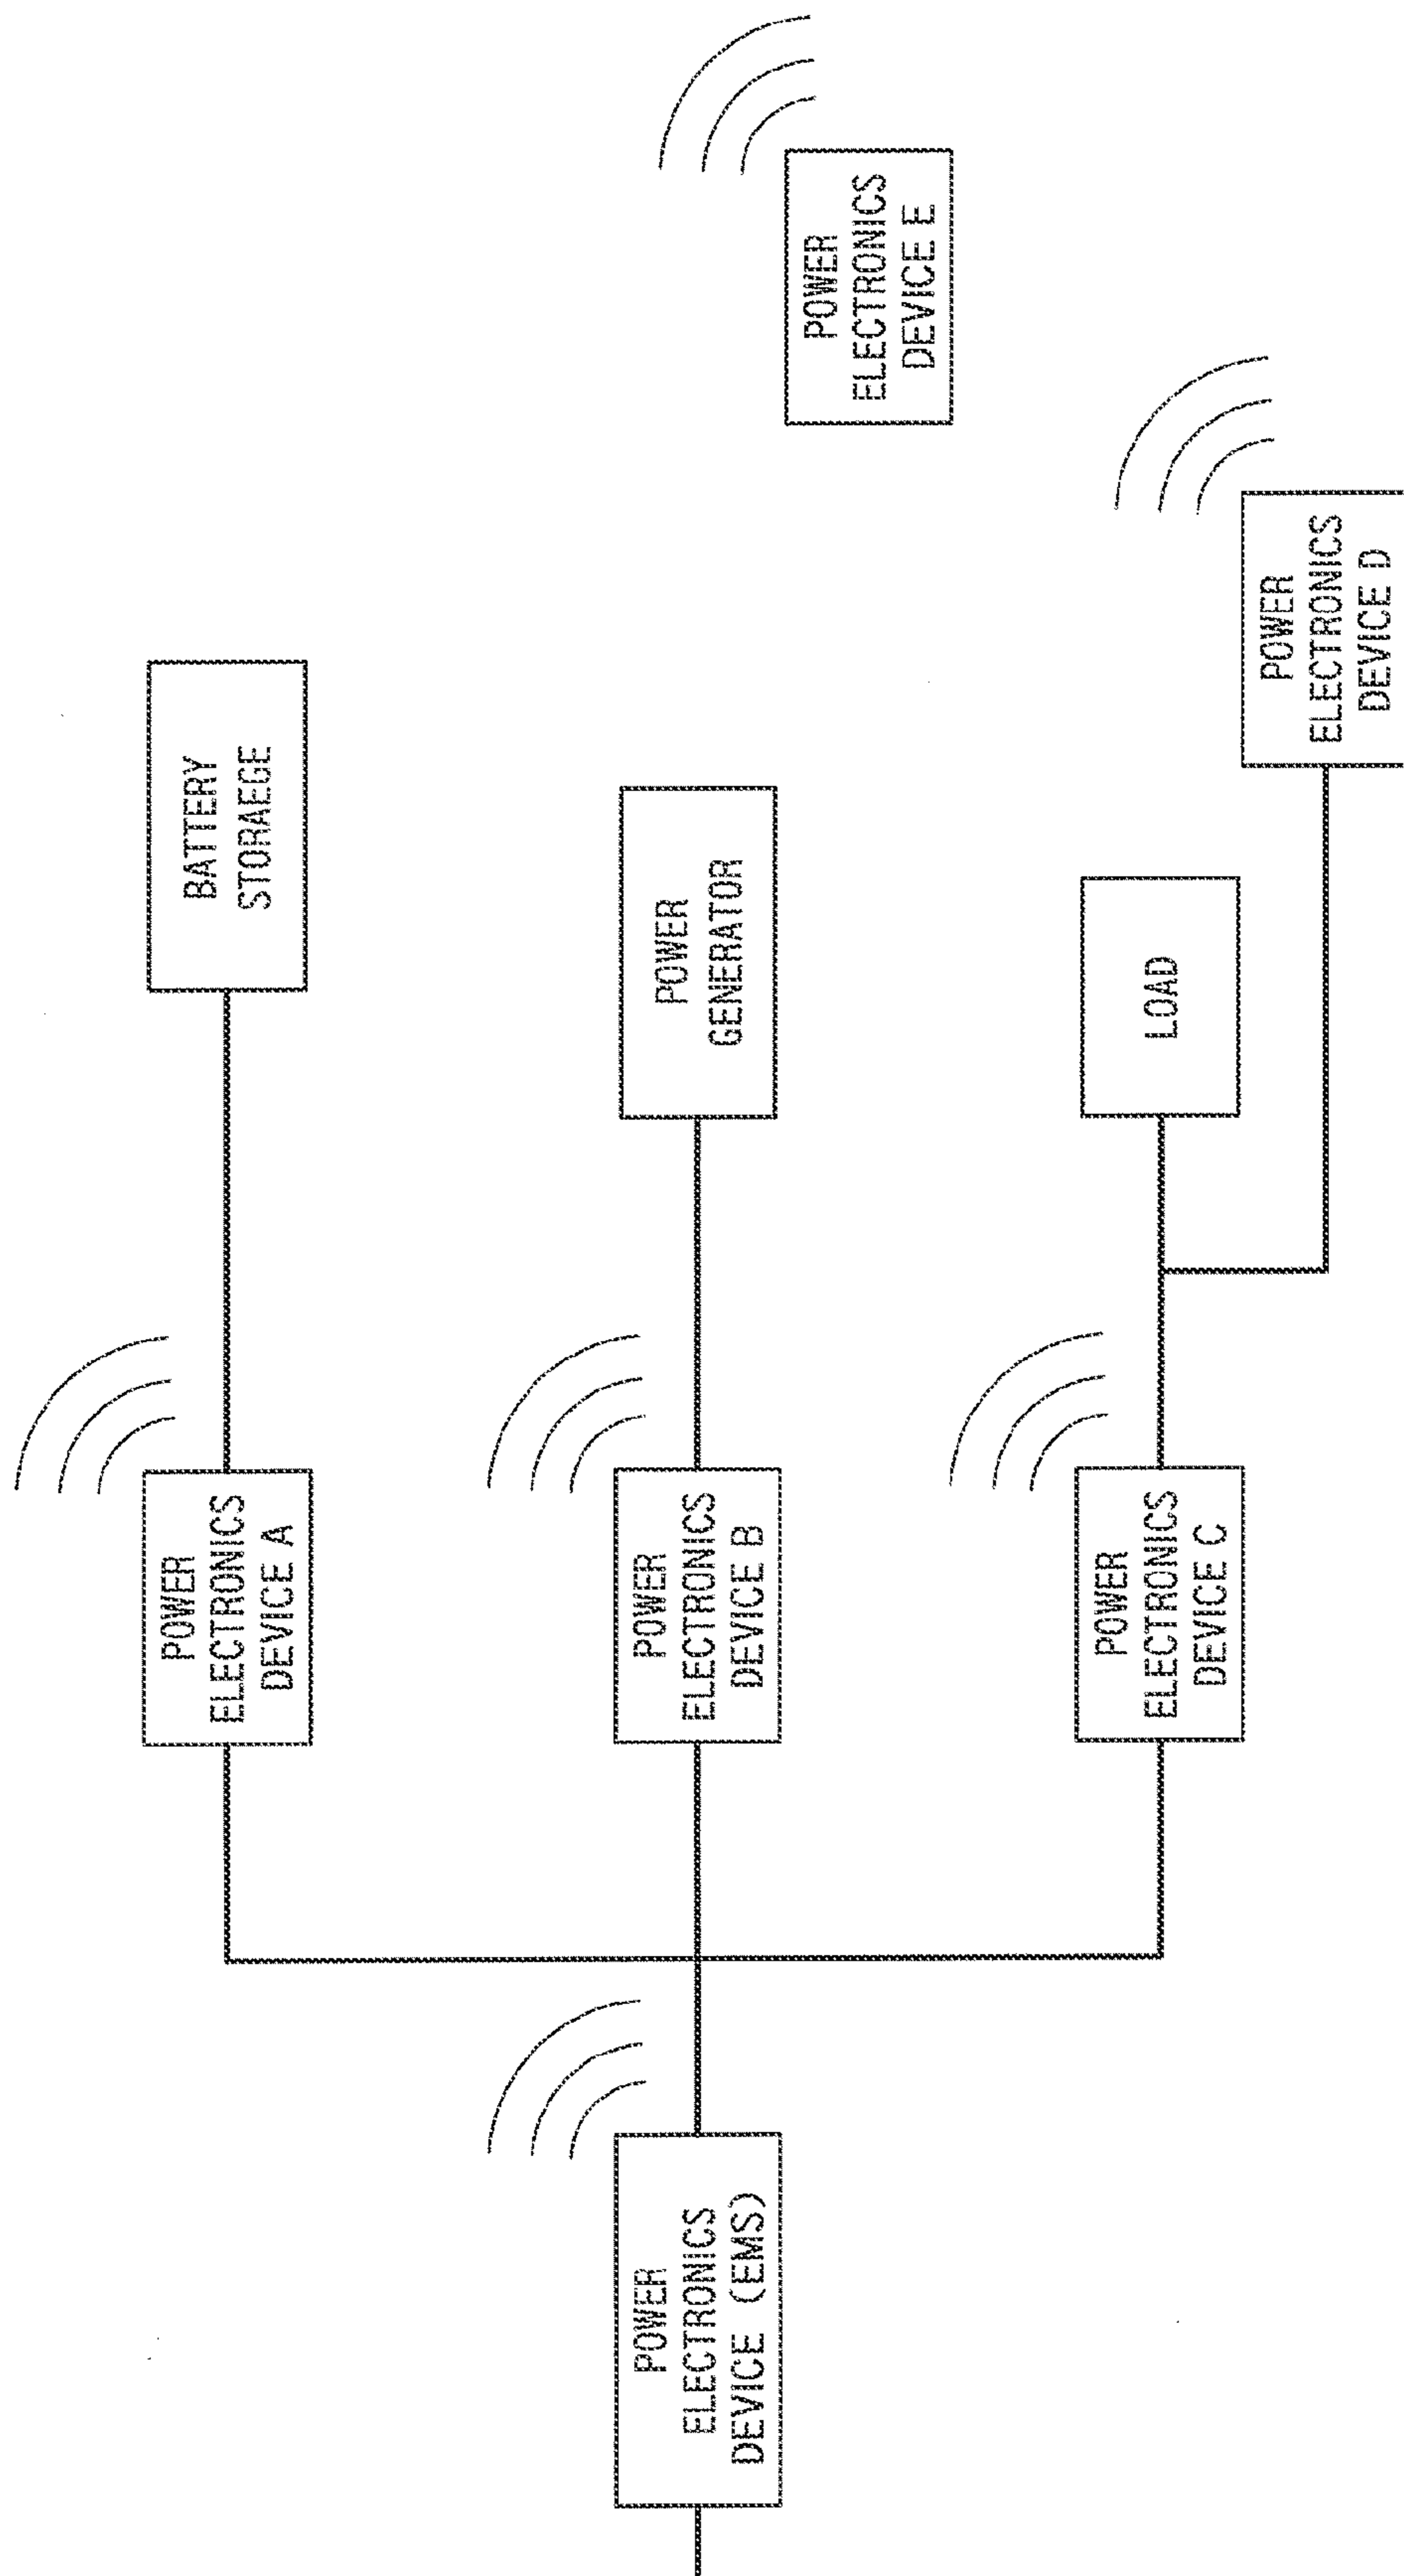 POWER
ELECTRONICS
DEVICE (EMS)
POWER
ELECTRONICS
DEVICE A
BATTERY
STORAEGE
POWER
ELECTRONICS
DEVICE B
POWER
GENERATOR
POWER
ELECTRONICS
DEVICE C
LOAD
POWER
ELECTRONICS
DEVICE D
POWER
ELECTRONICS
DEVICE E